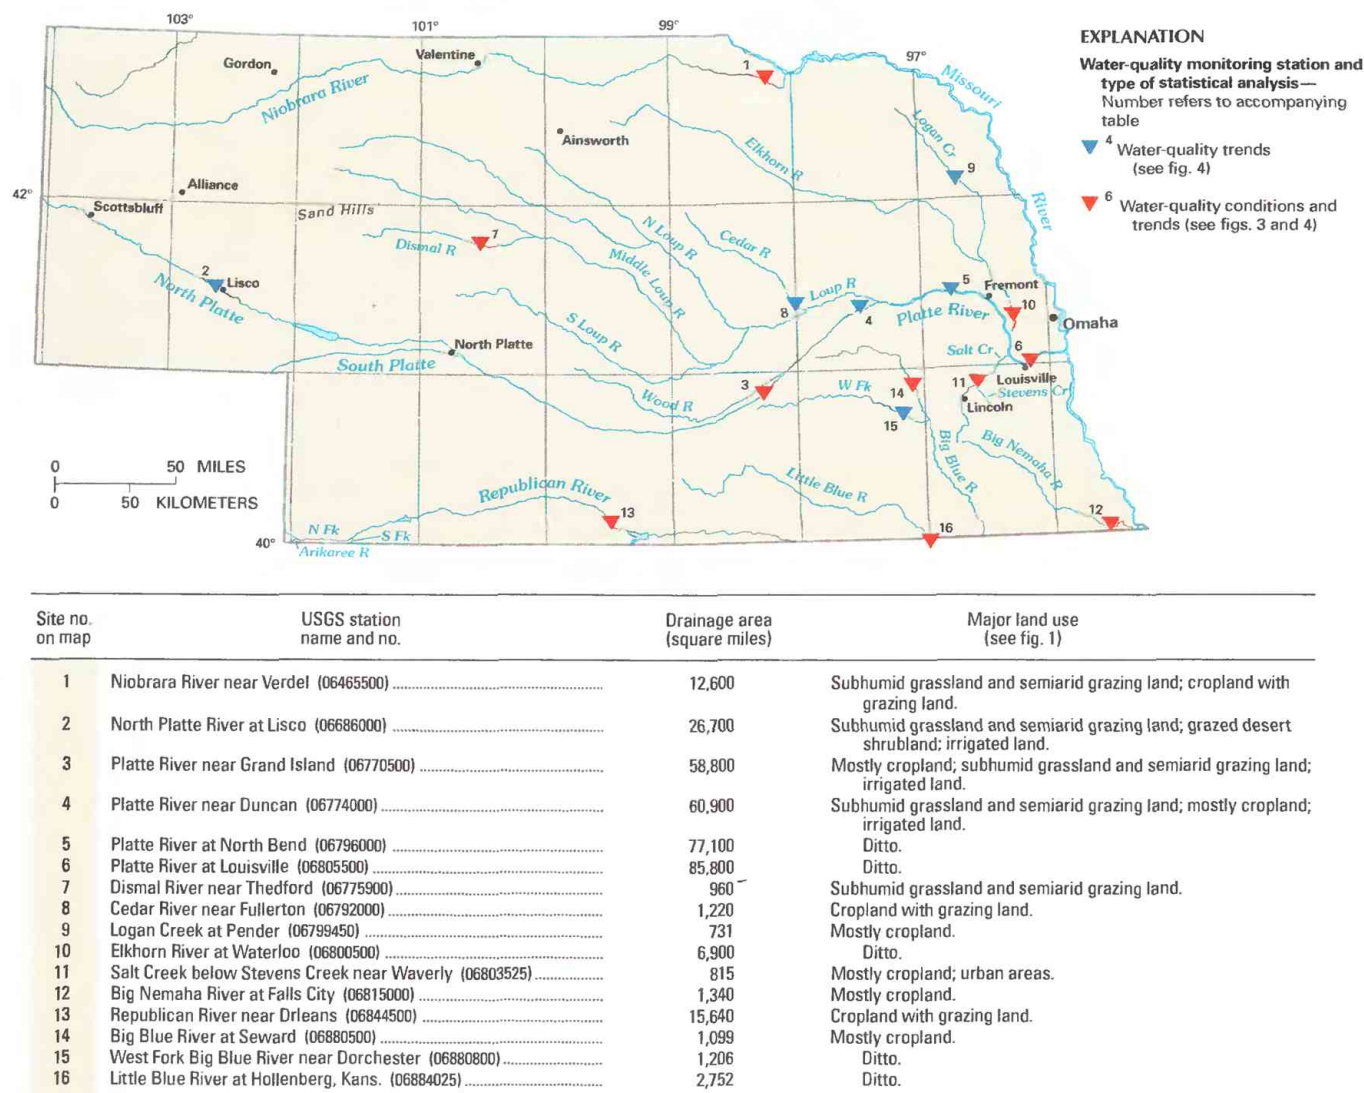 103°
101°
99°
97°
Gordon
Valentine
Niobrara River
1
Missouri
River
Ainsworth
Elkhorn R
Logan Cr
9
42°
Alliance
Scottsbluff
Sand Hills
7
Dismal R
N Loup R
Cedar R
Middle Loup R
2
Lisco
North Platte
Loup R
8
4
5
Fremont
Platte River
10
Omaha
S Loup R
North Platte
South Platte
Salt Cr
6
Louisville
Stevens Cr
11
Lincoln
3
Wood R
W Fk
14
15
Big Blue R
Big Nemaha R
Little Blue R
Republican River
13
12
16
N Fk
S Fk
Arikaree R
40°
0 50 MILES
0 50 KILOMETERS
EXPLANATION
Water-quality monitoring station and
type of statistical analysis—
Number refers to accompanying
table
4 Water-quality trends
(see fig. 4)
6 Water-quality conditions and
trends (see figs. 3 and 4)
Site no. USGS station Drainage area Major land use
on map name and no. (square miles) (see fig. 1)
1 Niobrara River near Verdel (06465500) 12,600 Subhumid grassland and semiarid grazing land; cropland with
grazing land.
2 North Platte River at Lisco (06686000) 26,700 Subhumid grassland and semiarid grazing land; grazed desert
shrubland; irrigated land.
3 Platte River near Grand Island (06770500) 58,800 Mostly cropland; subhumid grassland and semiarid grazing land;
irrigated land.
4 Platte River near Duncan (06774000) 60,900 Subhumid grassland and semiarid grazing land; mostly cropland;
irrigated land.
5 Platte River at North Bend (06796000) 77,100 Ditto.
6 Platte River at Louisville (06805500) 85,800 Ditto.
7 Dismal River near Thedford (06775900) 960 Subhumid grassland and semiarid grazing land.
8 Cedar River near Fullerton (06792000) 1,220 Cropland with grazing land.
9 Logan Creek at Pender (06799450) 731 Mostly cropland.
10 Elkhorn River at Waterloo (06800500) 6,900 Ditto.
11 Salt Creek below Stevens Creek near Waverly (06803525) 815 Mostly cropland; urban areas.
12 Big Nemaha River at Falls City (06815000) 1,340 Mostly cropland.
13 Republican River near Orleans (06844500) 15,640 Cropland with grazing land.
14 Big Blue River at Seward (06880500) 1,099 Mostly cropland.
15 West Fork Big Blue River near Dorchester (06880800) 1,206 Ditto.
16 Little Blue River at Hollenberg, Kans. (06884025) 2,752 Ditto.